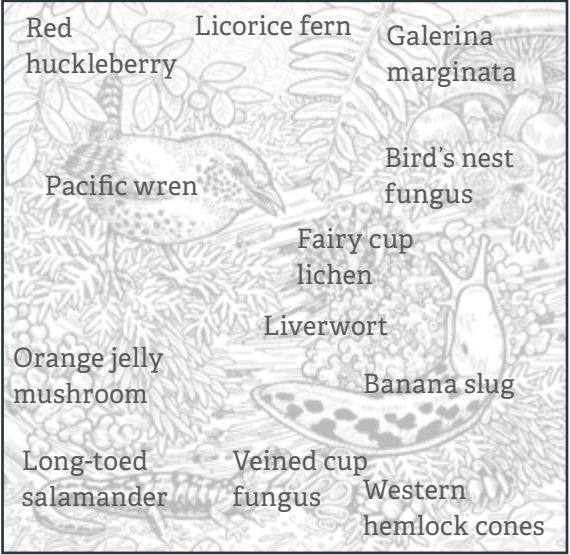 Red
huckleberry
Licorice fern
Galerina
marginata
Pacific wren
Bird's nest
fungus
Fairy cup
lichen
Liverwort
Orange jelly
mushroom
Banana slug
Long-toed
salamander
Veined cup
fungus
Western
hemlock cones